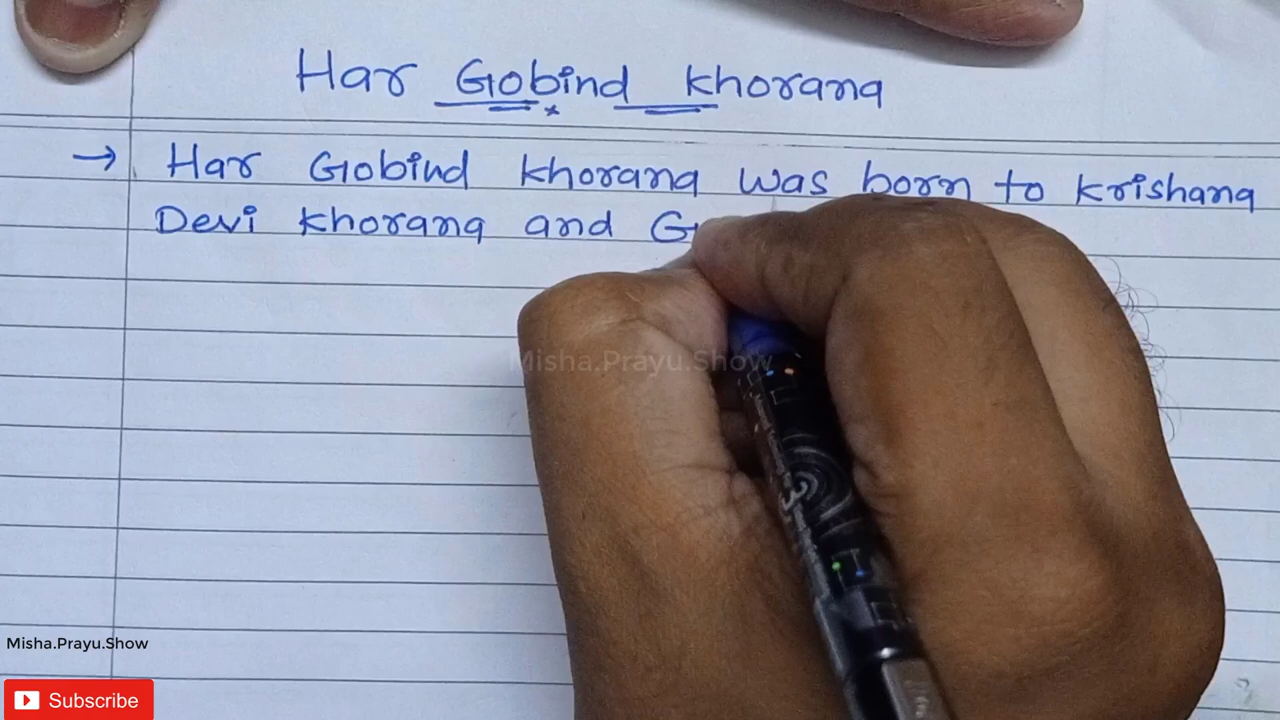 Har Gobind Khorana
→ Har Gobind Khorana was born to Krishana
Devi Khorana and G
Misha.Prayu.Show
Misha.Prayu.Show
Subscribe